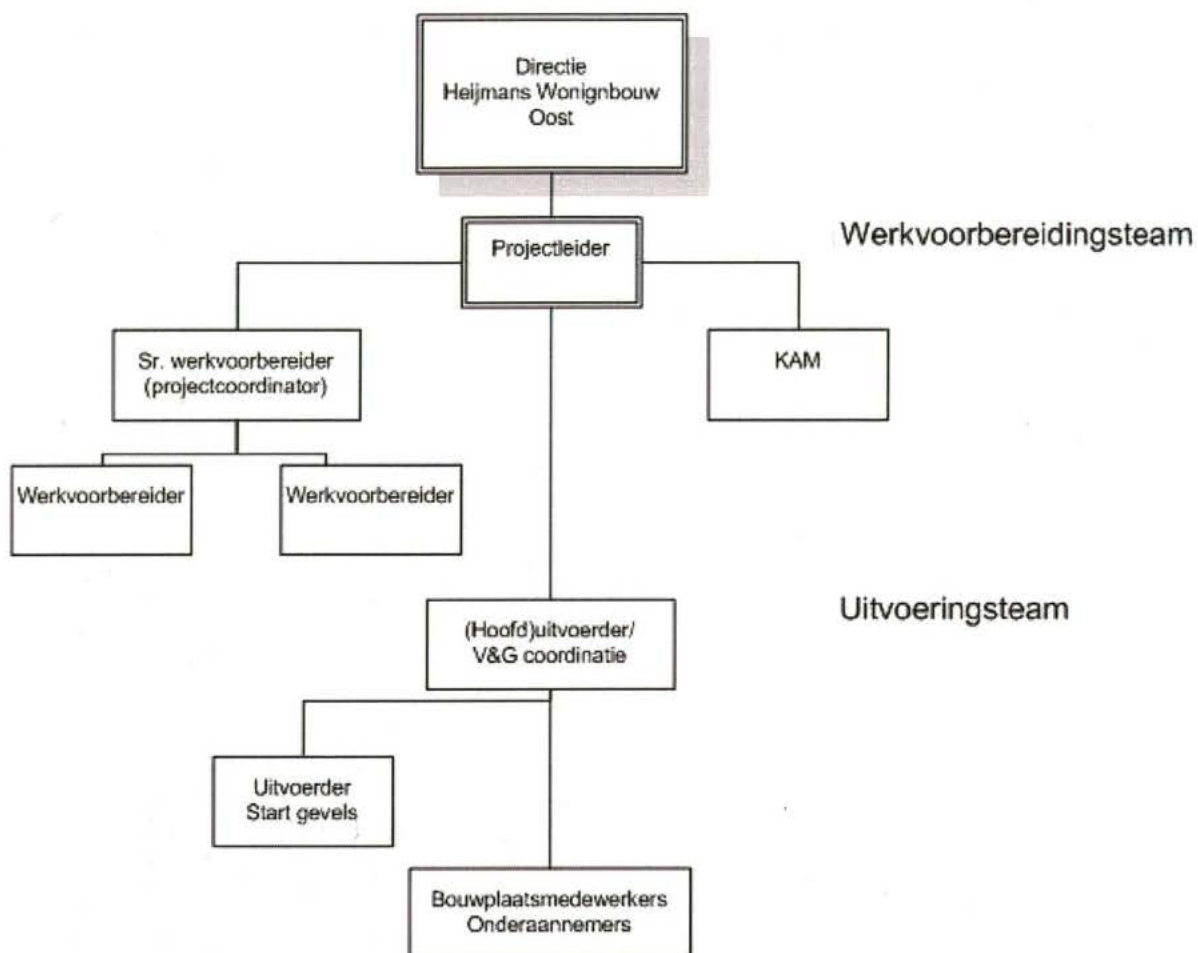 Directie
Heijmans Wonignbouw
Oost
Werkvoorbereidingsteam
Projectleider
Sr. werkvoorbereider
(projectcoordinator)
KAM
Werkvoorbereider
Werkvoorbereider
Uitvoeringsteam
(Hoofd)uitvoerder/
V&G coordinatie
Uitvoerder
Start gevels
Bouwplaatsmedewerkers
Onderaannemers